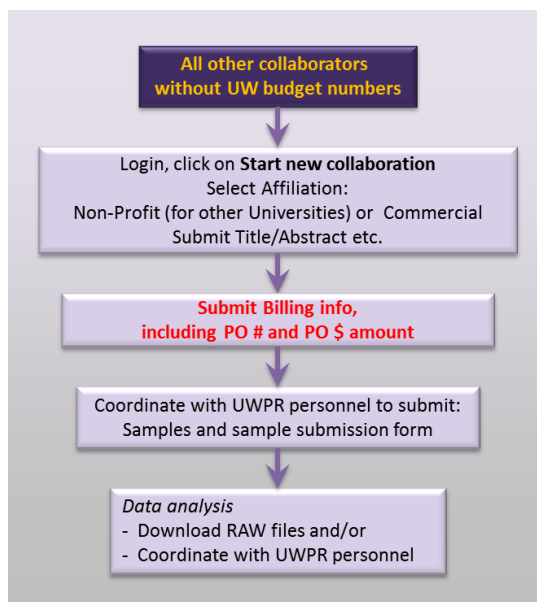 All other collaborators
without UW budget numbers
Login, click on Start new collaboration
Select Affiliation:
Non-Profit (for other Universities) or Commercial
Submit Title/Abstract etc.
Submit Billing info,
including PO # and PO $ amount
Coordinate with UWPR personnel to submit:
Samples and sample submission form
Data analysis
- Download RAW files and/or
- Coordinate with UWPR personnel